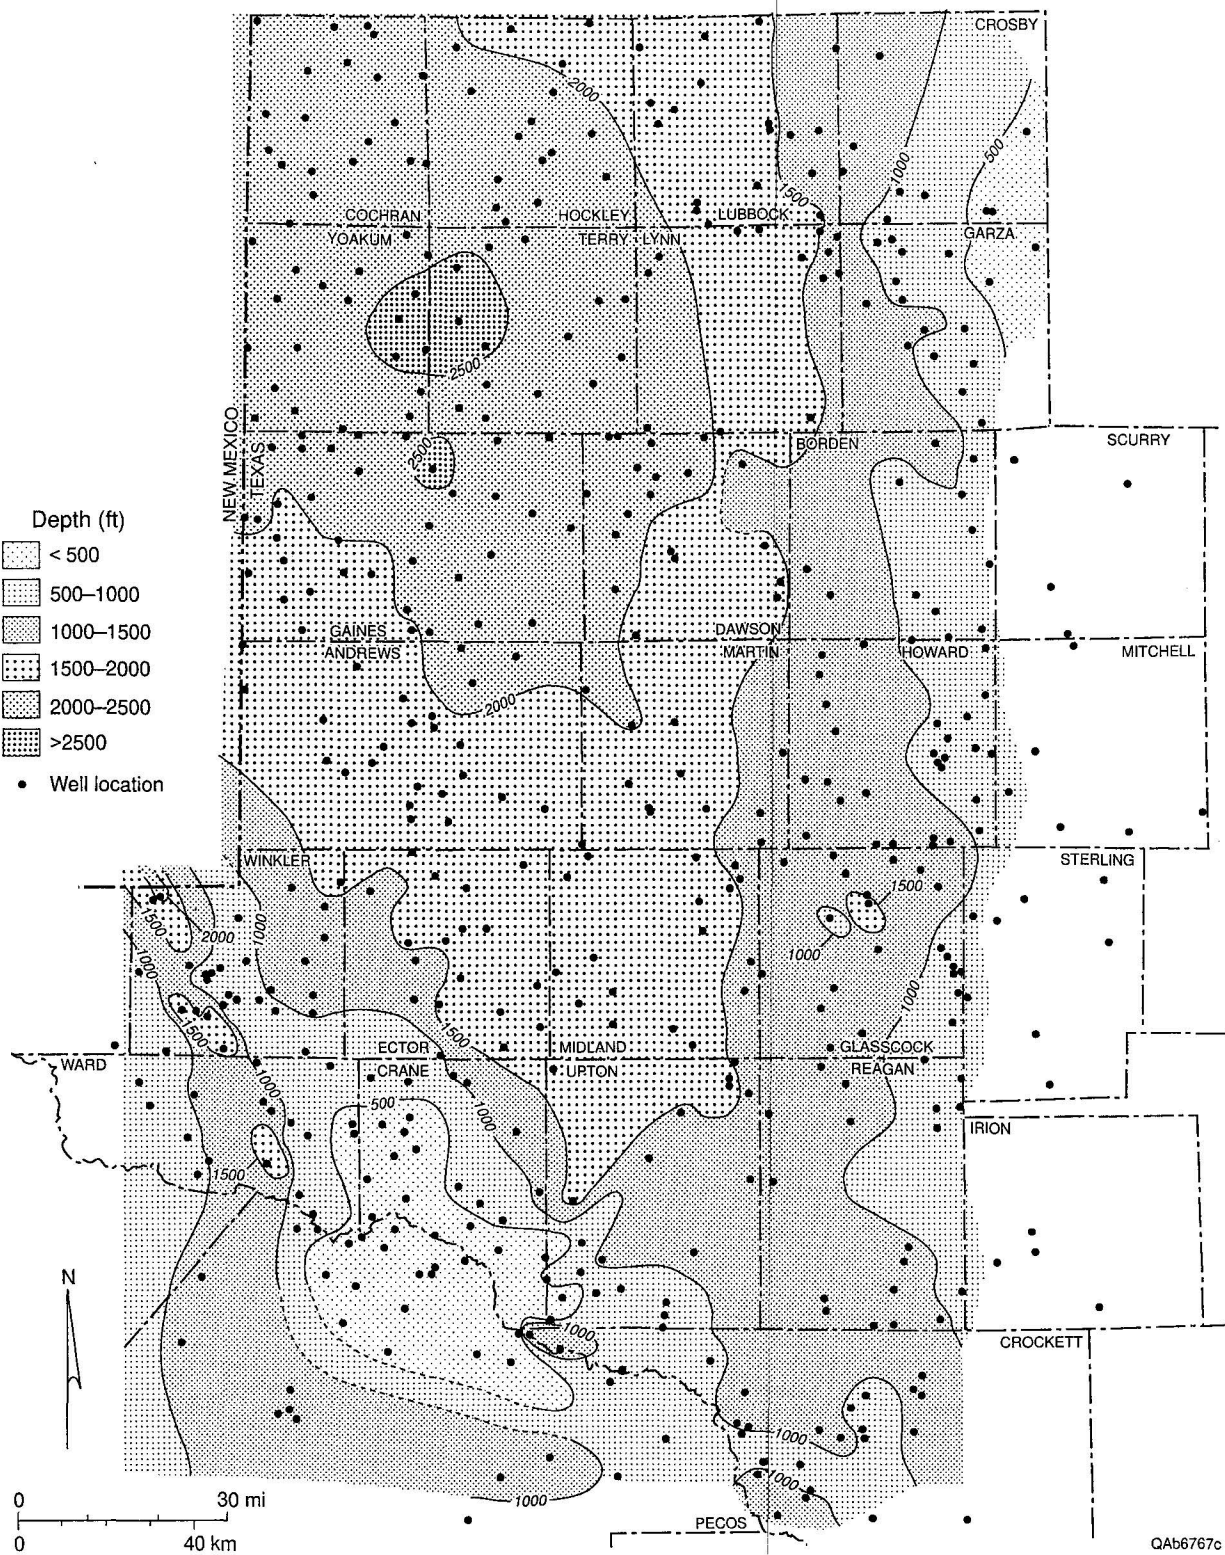 CROSBY
2000
1000
500
1500
COCHRAN
HOCKLEY
LUBBOCK
YOAKUM
TERRY
LYNN
GARZA
2500
NEW MEXICO
TEXAS
2500
BORDEN
SCURRY
Depth (ft)
< 500
500–1000
1000–1500
1500–2000
2000–2500
>2500
Well location
GAINES
DAWSON
ANDREWS
MARTIN
HOWARD
MITCHELL
2000
WINKLER
STERLING
1500
1500
2000
1000
1000
1000
1000
1500
1500
ECTOR
MIDLAND
GLASSCOCK
WARD
CRANE
UPTON
REAGAN
1000
500
1000
IRION
1500
N
1000
CROCKETT
1000
1000
1000
0 30 mi
0 40 km
PECOS
QAb6767c